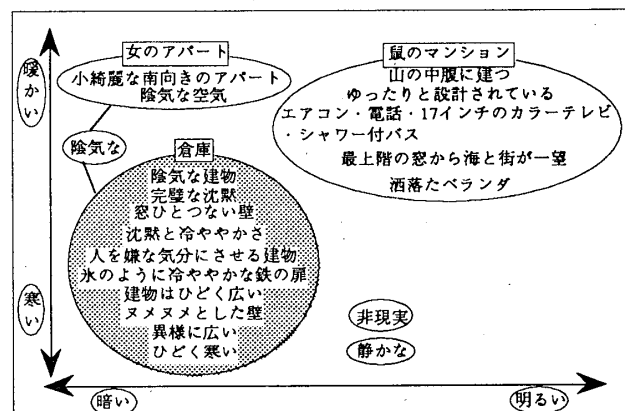 暖かい
女のアパート
小綺麗な南向きのアパート
陰気な空気
鼠のマンション
山の中腹に建つ
ゆったりと設計されている
エアコン・電話・17インチのカラーテレビ
・シャワー付バス
最上階の窓から海と街が一望
洒落たベランダ
陰気な
倉庫
陰気な建物
完璧な沈黙
窓ひとつない壁
沈黙と冷ややかさ
人を嫌な気分にさせる建物
氷のように冷ややかな鉄の扉
建物はひどく広い
ヌメヌメとした壁
異様に広い
ひどく寒い
寒い
非現実
静かな
暗い
明るい